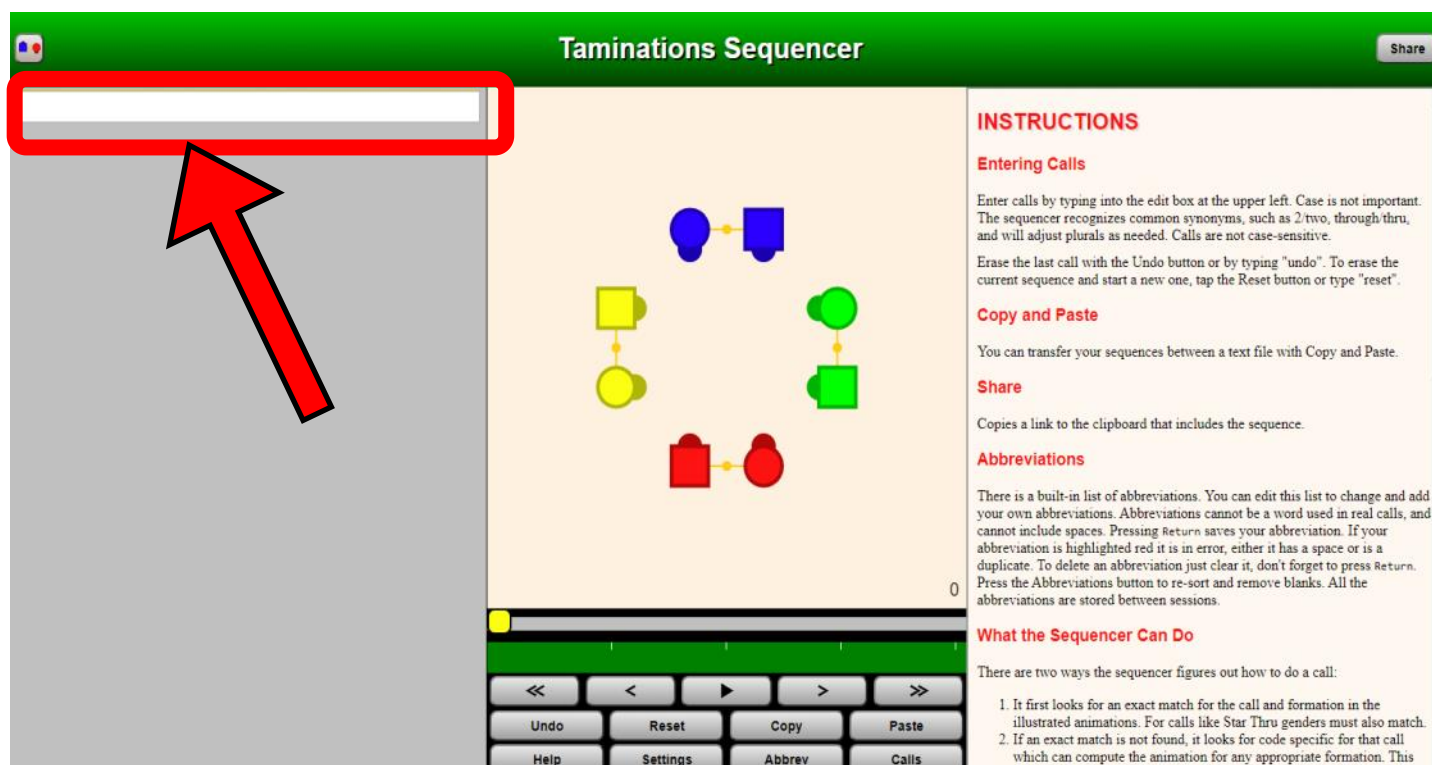 Taminations Sequencer
Share
INSTRUCTIONS
Entering Calls
Enter calls by typing into the edit box at the upper left. Case is not important.
The sequencer recognizes common synonyms, such as 2/two, through/thru,
and will adjust plurals as needed. Calls are not case-sensitive.
Erase the last call with the Undo button or by typing "undo". To erase the
current sequence and start a new one, tap the Reset button or type "reset".
Copy and Paste
You can transfer your sequences between a text file with Copy and Paste.
Share
Copies a link to the clipboard that includes the sequence.
Abbreviations
There is a built-in list of abbreviations. You can edit this list to change and add
your own abbreviations. Abbreviations cannot be a word used in real calls, and
cannot include spaces. Pressing Return saves your abbreviation. If your
abbreviation is highlighted red it is in error, either it has a space or is a
duplicate. To delete an abbreviation just clear it, don't forget to press Return.
Press the Abbreviations button to re-sort and remove blanks. All the
abbreviations are stored between sessions.
What the Sequencer Can Do
There are two ways the sequencer figures out how to do a call:
1. It first looks for an exact match for the call and formation in the
illustrated animations. For calls like Star Thru genders must also match.
2. If an exact match is not found, it looks for code specific for that call
which can compute the animation for any appropriate formation. This
0
≪ < ▶ > ≫
Undo Reset Copy Paste
Help Settings Abbrev Calls